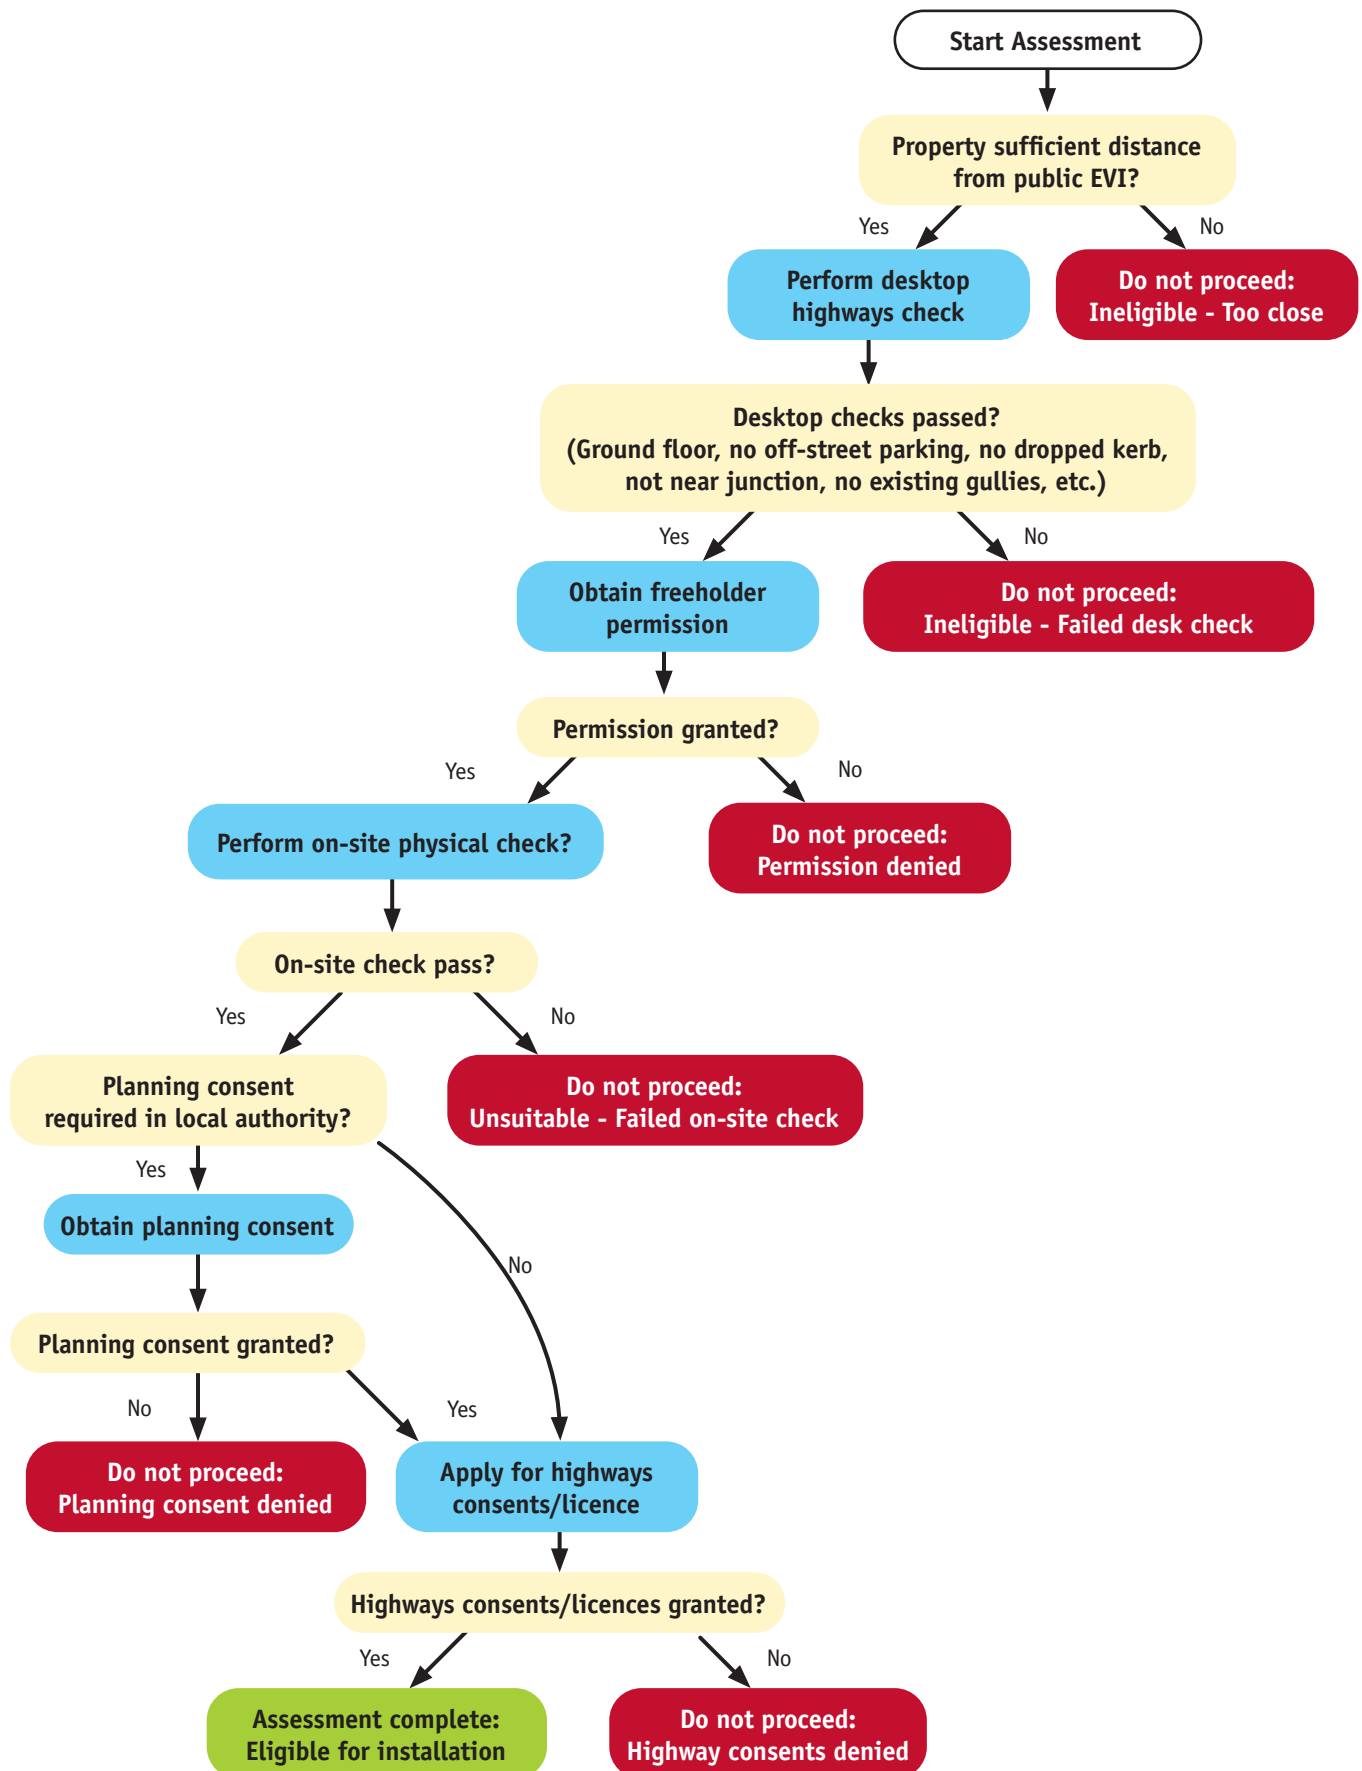 Start Assessment
Property sufficient distance
from public EVI?
Yes
No
Perform desktop
highways check
Do not proceed:
Ineligible - Too close
Desktop checks passed?
(Ground floor, no off-street parking, no dropped kerb,
not near junction, no existing gullies, etc.)
Yes
No
Obtain freeholder
permission
Do not proceed:
Ineligible - Failed desk check
Permission granted?
Yes
No
Perform on-site physical check?
Do not proceed:
Permission denied
On-site check pass?
Yes
No
Planning consent
required in local authority?
Do not proceed:
Unsuitable - Failed on-site check
Yes
No
Obtain planning consent
Planning consent granted?
No
Yes
Do not proceed:
Planning consent denied
Apply for highways
consents/licence
Highways consents/licences granted?
Yes
No
Assessment complete:
Eligible for installation
Do not proceed:
Highway consents denied